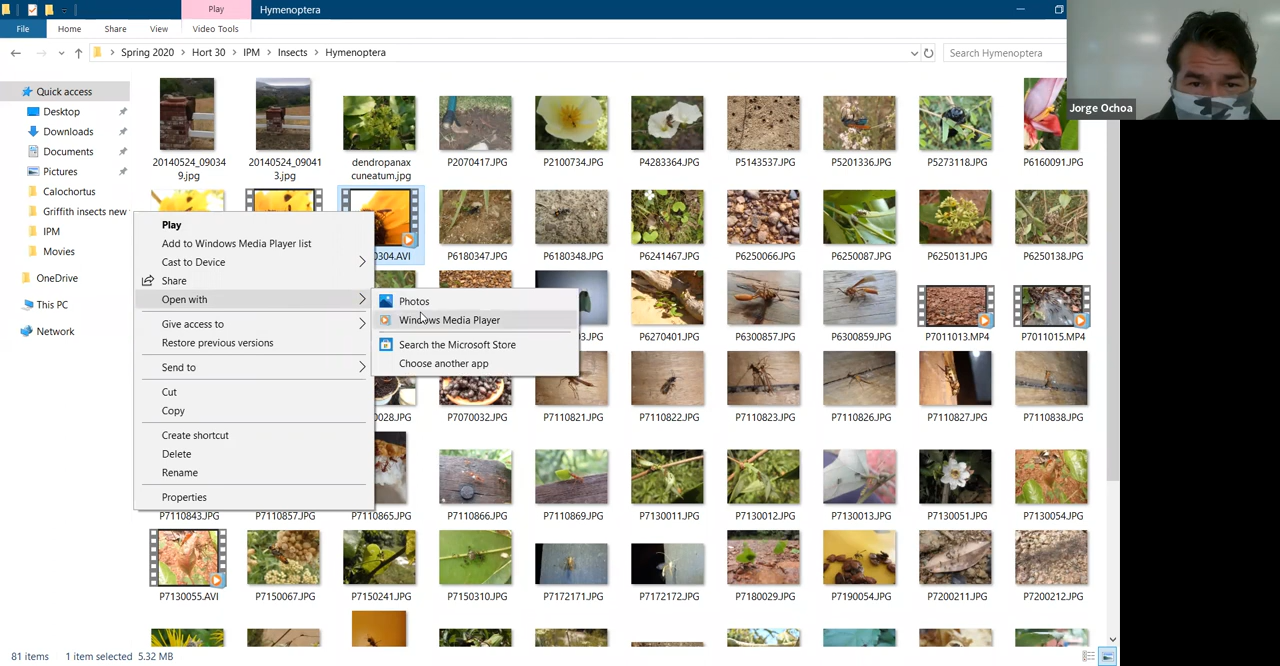 Play
Hymenoptera
File
Home
Share
View
Video Tools
Spring 2020
Hort 30
IPM
Insects
Hymenoptera
Search Hymenoptera
Jorge Ochoa
Quick access
Desktop
Downloads
Documents
Pictures
Calochortus
Griffith insects new
IPM
Movies
OneDrive
This PC
Network
20140524_09034
9.jpg
20140524_09041
3.jpg
dendropanax
cuneatum.jpg
P2070417.JPG
P2100734.JPG
P4283364.JPG
P5143537.JPG
P5201336.JPG
P5273118.JPG
P6160091.JPG
0304.AVI
P6180347.JPG
P6180348.JPG
P6241467.JPG
P6250066.JPG
P6250087.JPG
P6250131.JPG
P6250138.JPG
Play
Add to Windows Media Player list
Cast to Device
Share
Open with
Give access to
Restore previous versions
Send to
Cut
Copy
Create shortcut
Delete
Rename
Properties
Photos
Windows Media Player
Search the Microsoft Store
Choose another app
3.JPG
P6270401.JPG
P6300857.JPG
P6300859.JPG
P7011013.MP4
P7011015.MP4
0028.JPG
P7070032.JPG
P7110821.JPG
P7110822.JPG
P7110823.JPG
P7110826.JPG
P7110827.JPG
P7110838.JPG
P7110843.JPG
P7110857.JPG
P7110865.JPG
P7110866.JPG
P7110869.JPG
P7130011.JPG
P7130012.JPG
P7130013.JPG
P7130051.JPG
P7130054.JPG
P7130055.AVI
P7150067.JPG
P7150241.JPG
P7150310.JPG
P7172171.JPG
P7172172.JPG
P7180029.JPG
P7190054.JPG
P7200211.JPG
P7200212.JPG
81 items
1 item selected
5.32 MB